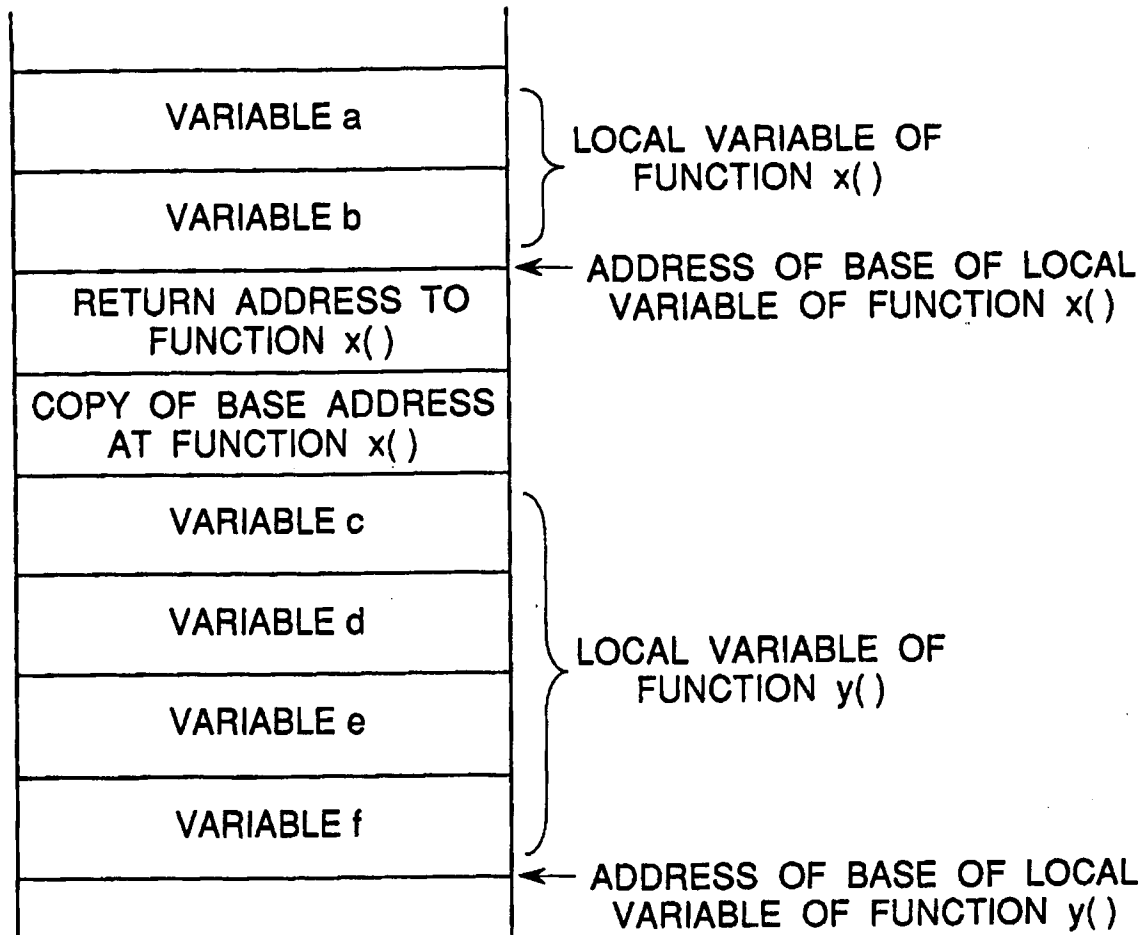 VARIABLE a
LOCAL VARIABLE OF
FUNCTION x( )
VARIABLE b
ADDRESS OF BASE OF LOCAL
VARIABLE OF FUNCTION x( )
RETURN ADDRESS TO
FUNCTION x( )
COPY OF BASE ADDRESS
AT FUNCTION x( )
VARIABLE c
VARIABLE d
LOCAL VARIABLE OF
FUNCTION y( )
VARIABLE e
VARIABLE f
ADDRESS OF BASE OF LOCAL
VARIABLE OF FUNCTION y( )